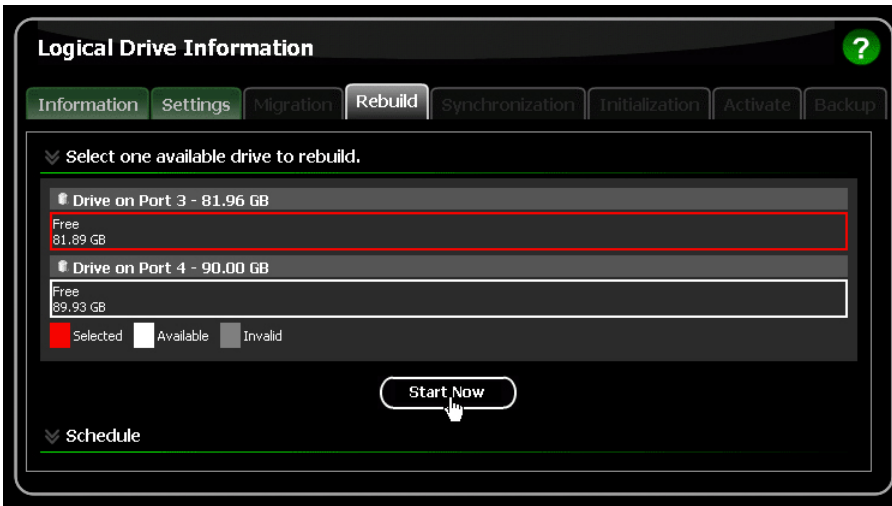 Logical Drive Information
?
Information Settings Migration Rebuild Synchronization Initialization Activate Backup
Select one available drive to rebuild.
Drive on Port 3 - 81.96 GB
Free
81.89 GB
Drive on Port 4 - 90.00 GB
Free
89.93 GB
Selected Available Invalid
Start Now
Schedule